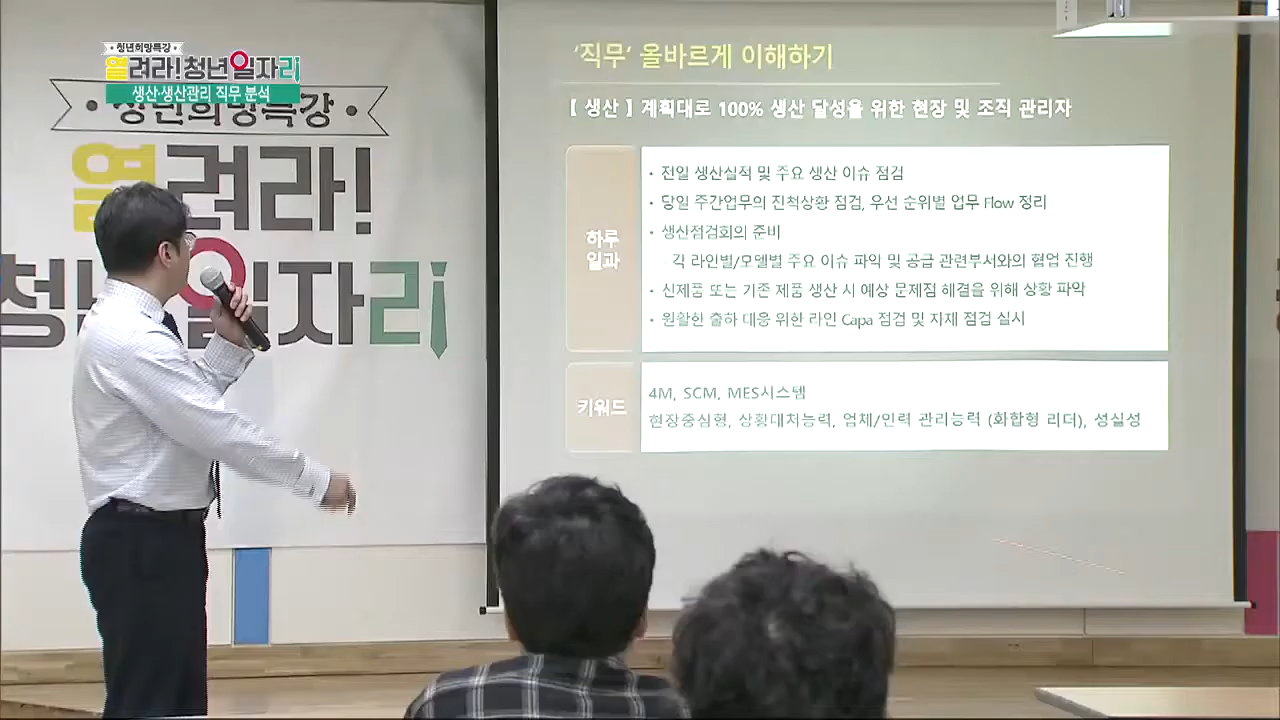 청년희망특강
열려라! 청년 일자리
생산·생산관리 직무 분석
청년희망특강
열려라!
청년 일자리
‘직무’ 올바르게 이해하기
[ 생산 ] 계획대로 100% 생산 달성을 위한 현장 및 조직 관리자
하루
일과
• 전일 생산실적 및 주요 생산 이슈 점검
• 당일 주간업무의 진척상황 점검, 우선 순위별 업무 Flow 정리
• 생산점검회의 준비
- 각 라인별/모델별 주요 이슈 파악 및 공급 관련부서와의 협업 진행
• 신제품 또는 기존 제품 생산 시 예상 문제점 해결을 위해 상황 파악
• 원활한 출하 대응 위한 라인 Capa 점검 및 자재 점검 실시
키워드
4M, SCM, MES시스템
현장중심형, 상황대처능력, 업체/인력 관리능력 (화합형 리더), 성실성